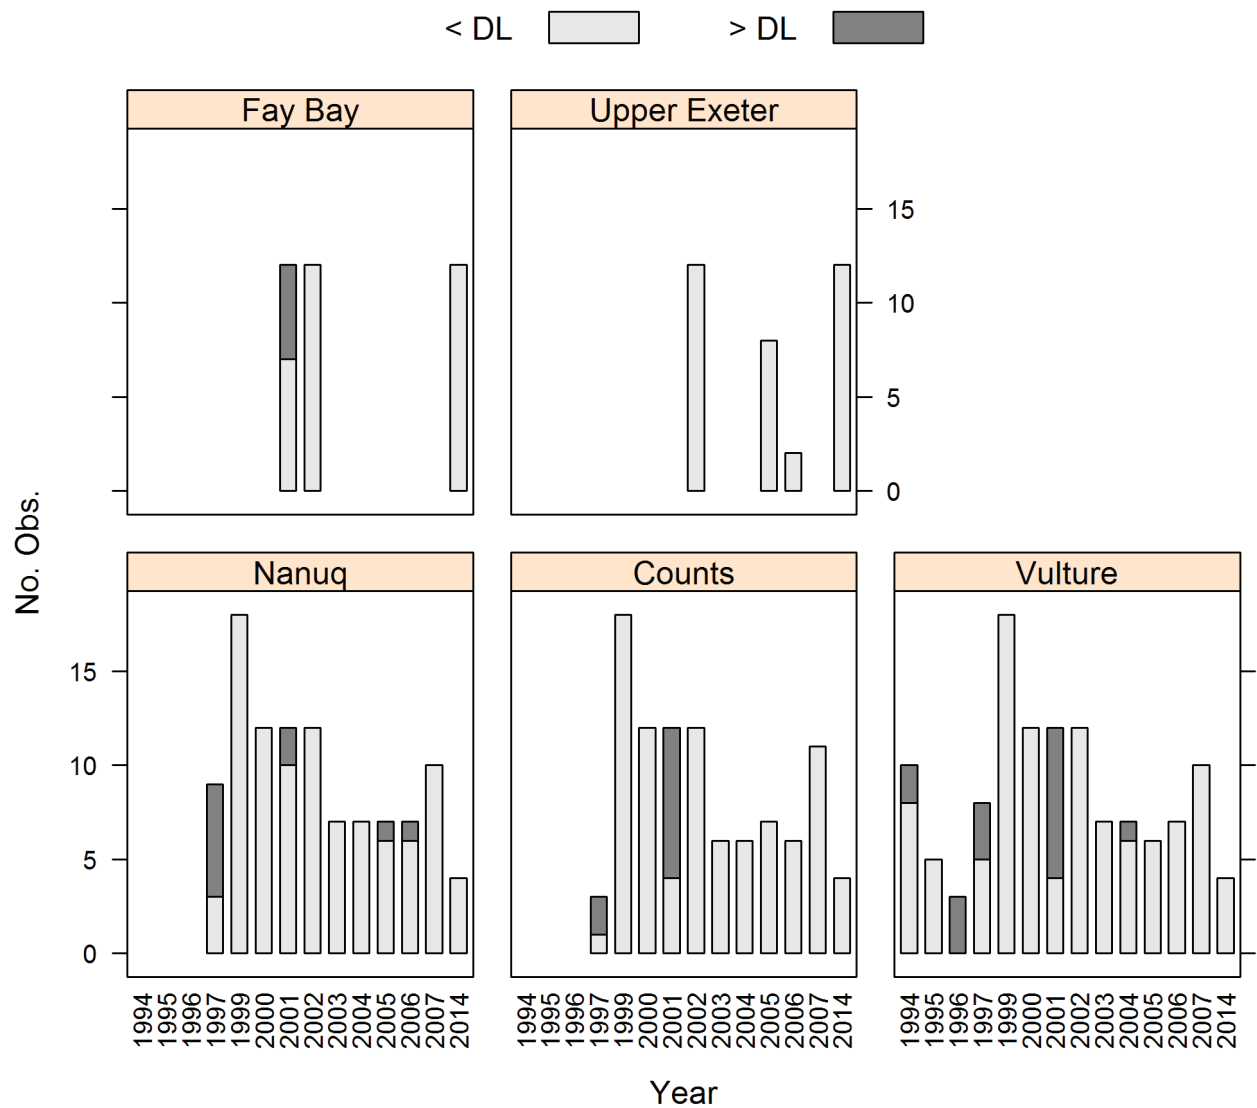 < DL > DL
Fay Bay Upper Exeter
15
10
5
0
No. Obs.
Nanuq Counts Vulture
15
10
5
0
1994 1995 1996 1997 1999 2000 2001 2002 2003 2004 2005 2006 2007 2014 1994 1995 1996 1997 1999 2000 2001 2002 2003 2004 2005 2006 2007 2014 1994 1995 1996 1997 1999 2000 2001 2002 2003 2004 2005 2006 2007 2014
Year